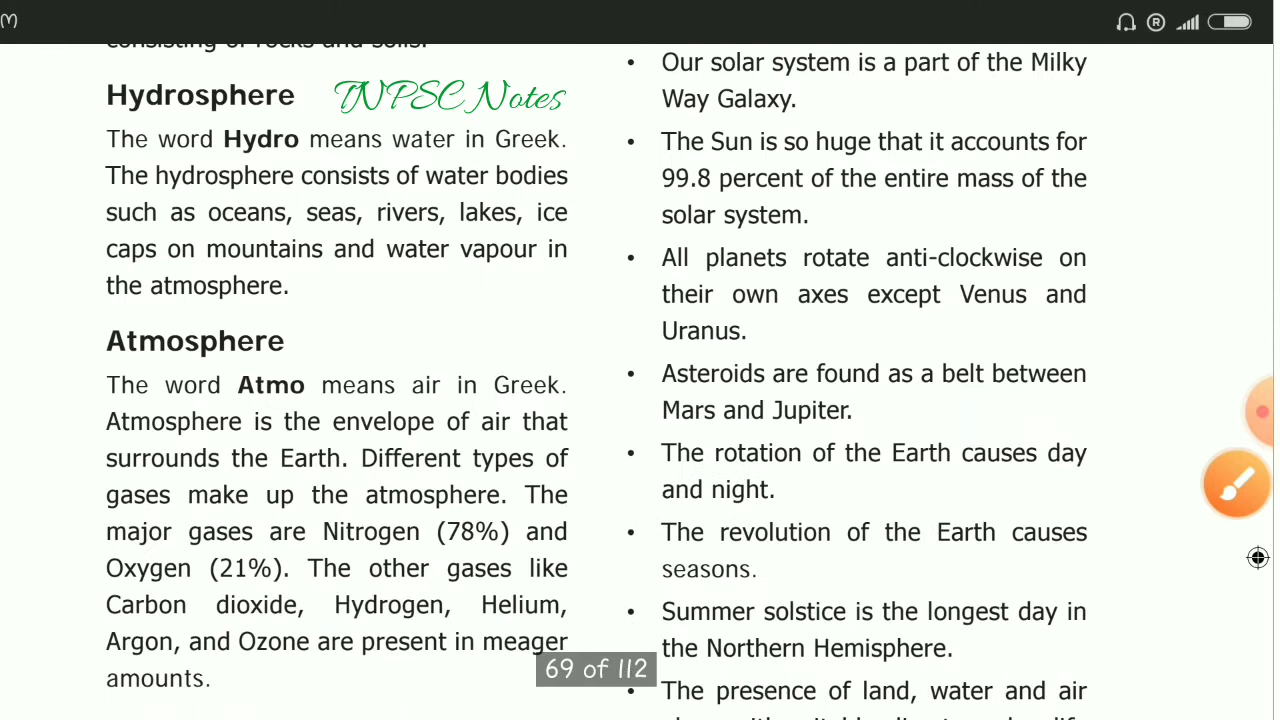 Hydrosphere
TNPSC Notes
The word Hydro means water in Greek.
The hydrosphere consists of water bodies
such as oceans, seas, rivers, lakes, ice
caps on mountains and water vapour in
the atmosphere.
Atmosphere
The word Atmo means air in Greek.
Atmosphere is the envelope of air that
surrounds the Earth. Different types of
gases make up the atmosphere. The
major gases are Nitrogen (78%) and
Oxygen (21%). The other gases like
Carbon dioxide, Hydrogen, Helium,
Argon, and Ozone are present in meager
amounts.
• Our solar system is a part of the Milky
Way Galaxy.
• The Sun is so huge that it accounts for
99.8 percent of the entire mass of the
solar system.
• All planets rotate anti-clockwise on
their own axes except Venus and
Uranus.
• Asteroids are found as a belt between
Mars and Jupiter.
• The rotation of the Earth causes day
and night.
• The revolution of the Earth causes
seasons.
• Summer solstice is the longest day in
the Northern Hemisphere.
• The presence of land, water and air
69 of 112